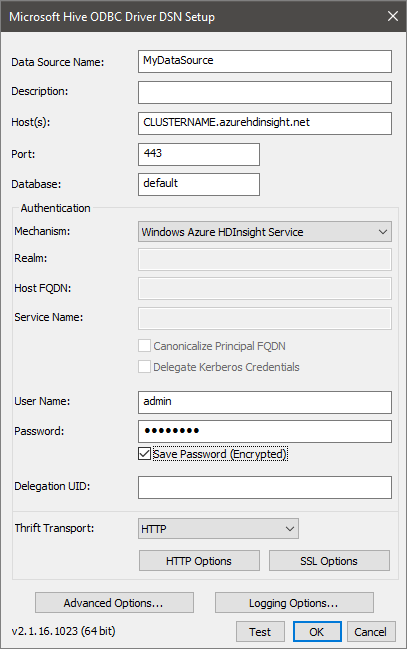 Microsoft Hive ODBC Driver DSN Setup
Data Source Name: MyDataSource
Description:
Host(s): CLUSTERNAME.azurehdinsight.net
Port: 443
Database: default
Authentication
Mechanism: Windows Azure HDInsight Service
Realm:
Host FQDN:
Service Name:
Canonicalize Principal FQDN
Delegate Kerberos Credentials
User Name: admin
Password: ●●●●●●●●
Save Password (Encrypted)
Delegation UID:
Thrift Transport: HTTP
HTTP Options SSL Options
Advanced Options... Logging Options...
v2.1.16.1023 (64 bit) Test OK Cancel